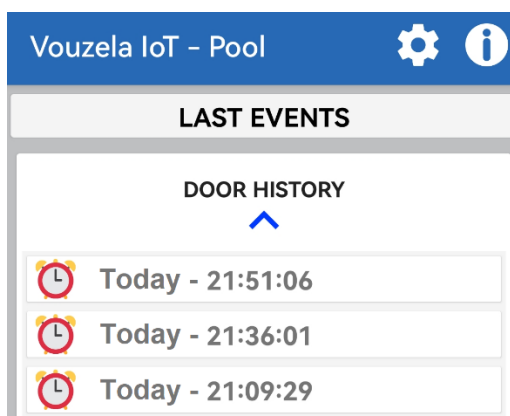 Vouzela IoT - Pool
LAST EVENTS
DOOR HISTORY
Today - 21:51:06
Today - 21:36:01
Today - 21:09:29